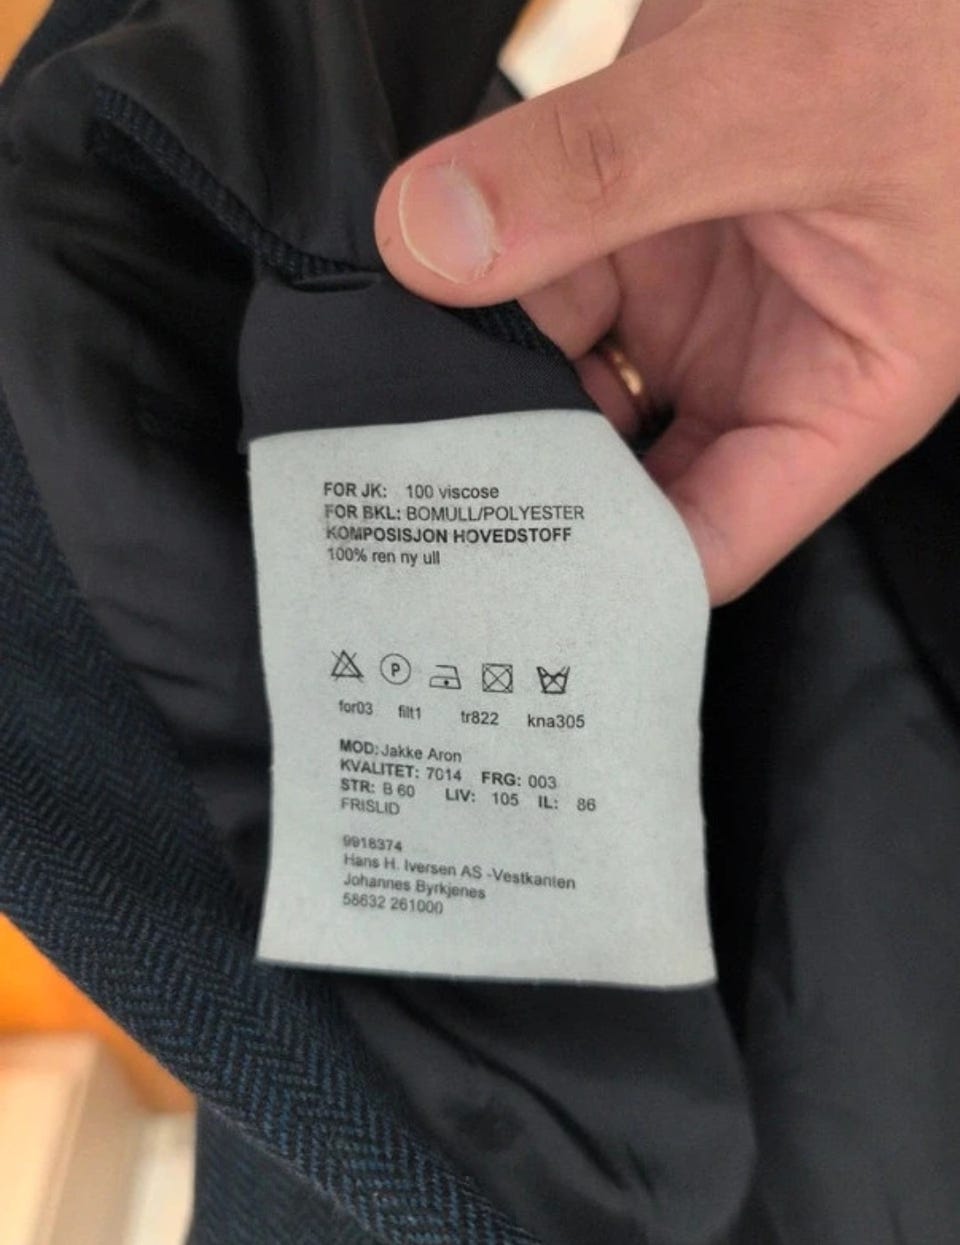 FOR JK: 100 viscose
FOR BKL: BOMULL/POLYESTER
KOMPOSISJON HOVEDSTOFF
100% ren ny ull
P
for03 filt1 tr822 kna305
MOD: Jakke Aron
KVALITET: 7014 FRG: 003
STR: B 60 LIV: 105 IL: 86
FRISLID
9918374
Hans H. Iversen AS -Vestkanten
Johannes Byrkjenes
58632 261000